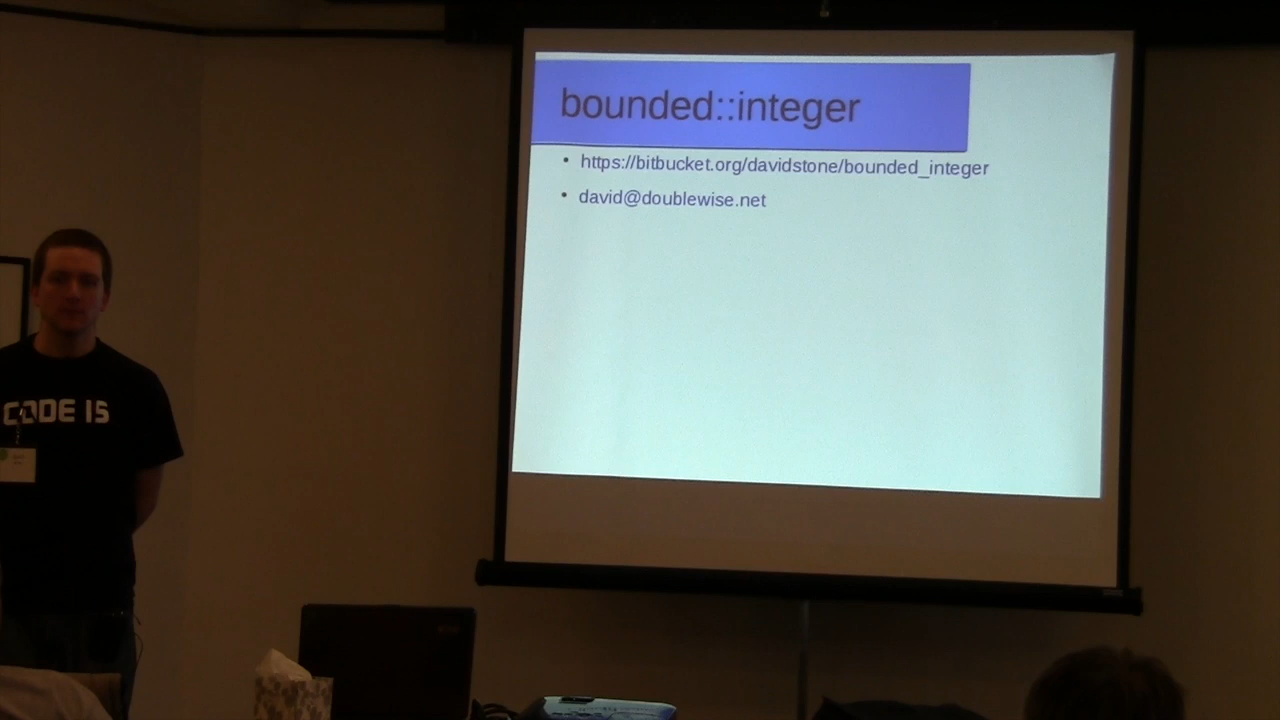 bounded::integer
https://bitbucket.org/davidstone/bounded_integer
david@doublewise.net
CODE IS